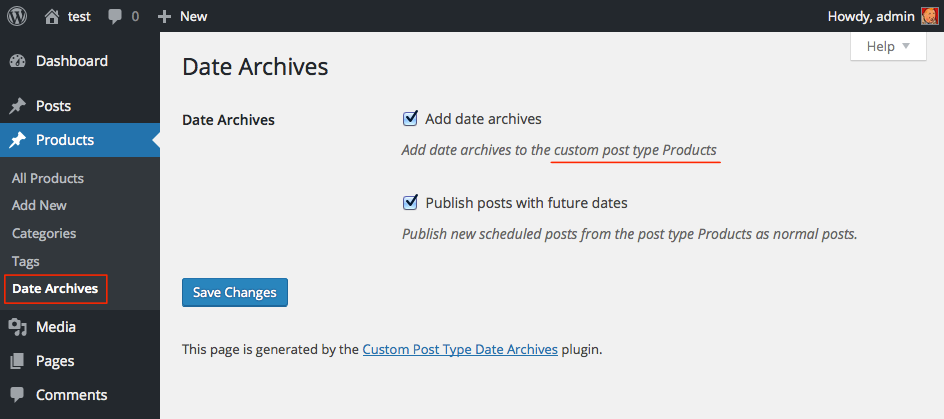 test 0 + New Howdy, admin
Help
Dashboard
Posts
Products
All Products
Add New
Categories
Tags
Date Archives
Media
Pages
Comments
Date Archives
Date Archives
Add date archives
Add date archives to the custom post type Products
Publish posts with future dates
Publish new scheduled posts from the post type Products as normal posts.
Save Changes
This page is generated by the Custom Post Type Date Archives plugin.